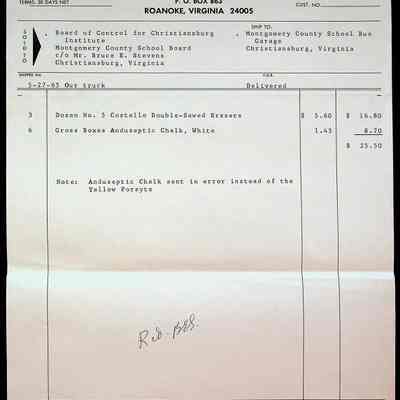 TERMS: 30 DAYS NET
P. O. BOX 863
CUST. NO.
ROANOKE, VIRGINIA 24005
SOLD TO
Board of Control for Christiansburg
Institute
Montgomery County School Board
c/o Mr. Bruce E. Stevens
Christiansburg, Virginia
SHIP TO:
Montgomery County School Bus
Garage
Christiansburg, Virginia
SHIPPED VIA
F.O.B.
5-27-65 Our truck Delivered
3 Dozen No. 5 Costello Double-Sewed Erasers $ 5.60 $ 16.80
6 Gross Boxes Anduseptic Chalk, White 1.45 8.70
$ 25.50
Note: Anduseptic Chalk sent in error instead of the
Yellow Forsyte